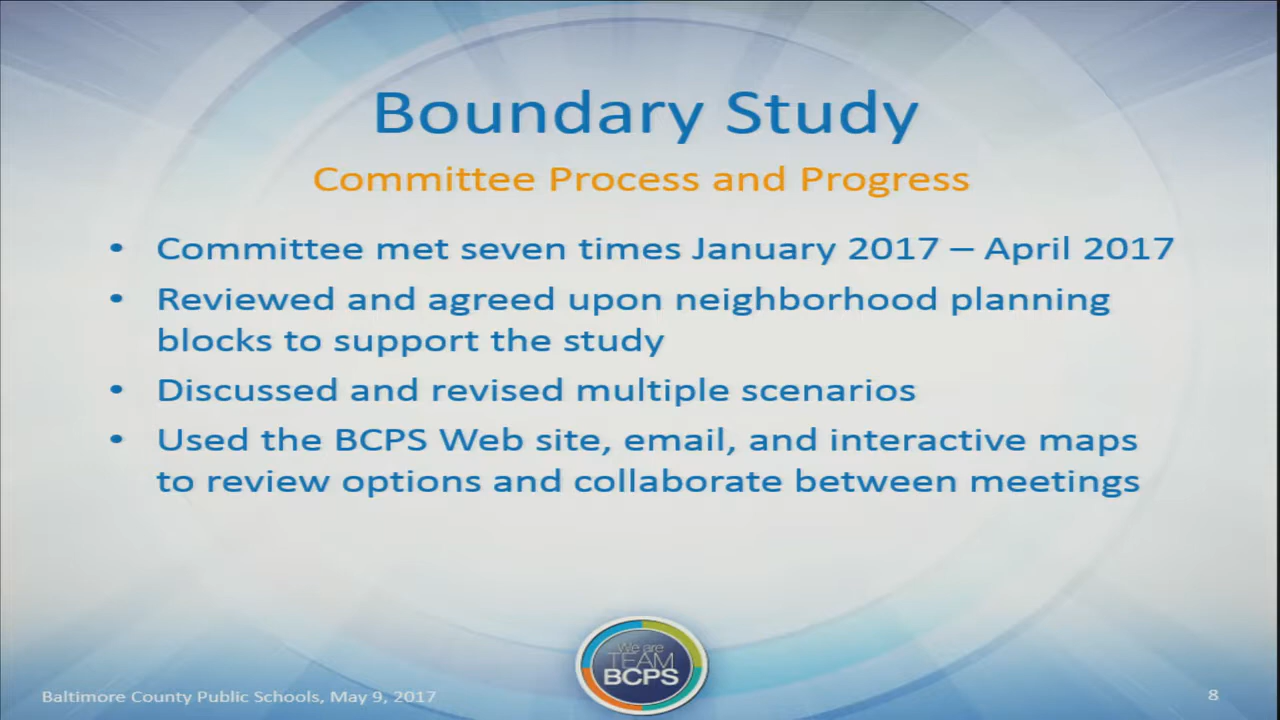 Boundary Study
Committee Process and Progress
• Committee met seven times January 2017 – April 2017
• Reviewed and agreed upon neighborhood planning
blocks to support the study
• Discussed and revised multiple scenarios
• Used the BCPS Web site, email, and interactive maps
to review options and collaborate between meetings
We are
TEAM
BCPS
Baltimore County Public Schools, May 9, 2017
8